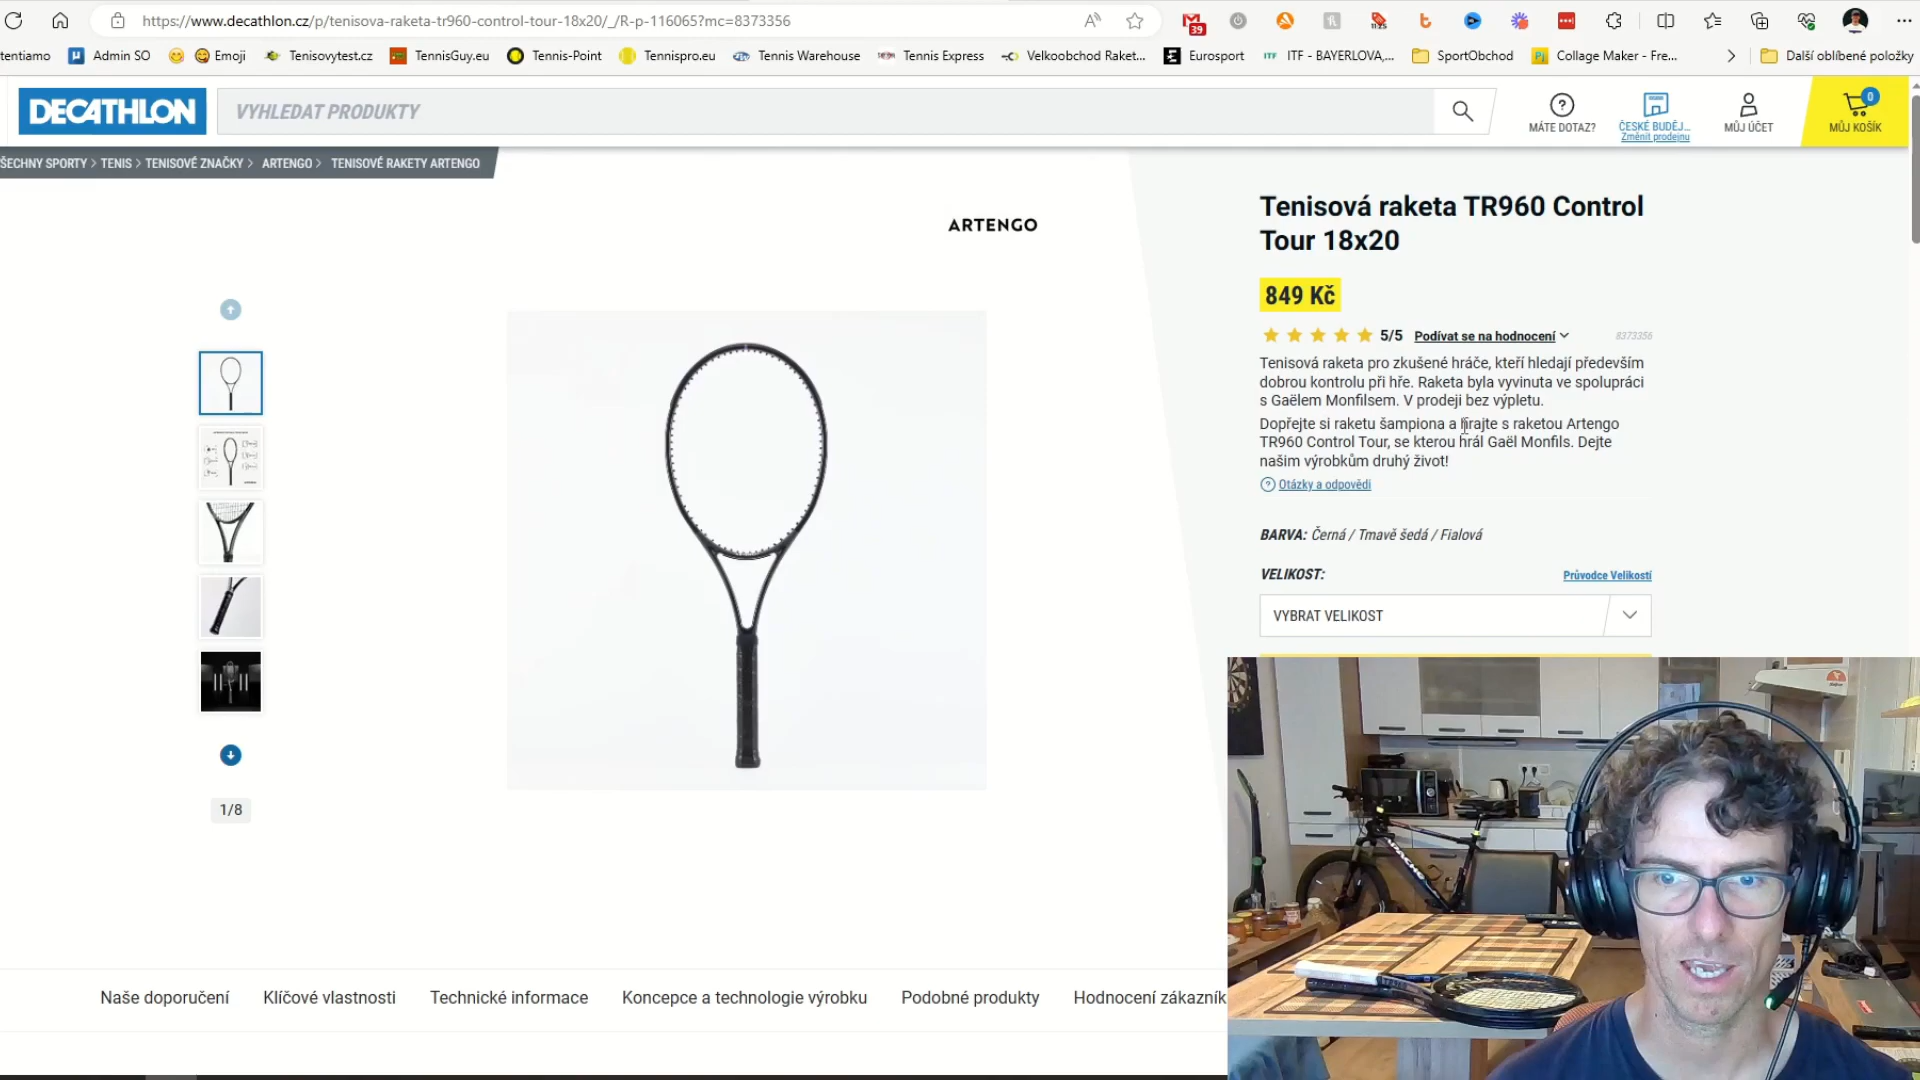 https://www.decathlon.cz/p/tenisova-raketa-tr960-control-tour-18x20/_/R-p-116065?mc=8373356
39
tentiamo
Admin SO
Emoji
Tenisovytest.cz
TennisGuy.eu
Tennis-Point
Tennispro.eu
Tennis Warehouse
Tennis Express
Velkoobchod Raket...
Eurosport
ITF - BAYERLOVA,...
SportObchod
Collage Maker - Fre...
Další oblíbené položky
DECATHLON
VYHLEDAT PRODUKTY
MÁTE DOTAZ?
ČESKÉ BUDĚJ...
Změnit prodejnu
MŮJ ÚČET
0
MŮJ KOŠÍK
ŠECHNY SPORTY > TENIS > TENISOVÉ ZNAČKY > ARTENGO > TENISOVÉ RAKETY ARTENGO
ARTENGO
Tenisová raketa TR960 Control
Tour 18x20
849 Kč
5/5
Podívat se na hodnocení
8373356
Tenisová raketa pro zkušené hráče, kteří hledají především
dobrou kontrolu při hře. Raketa byla vyvinuta ve spolupráci
s Gaëlem Monfilsem. V prodeji bez výpletu.
Dopřejte si raketu šampiona a hrajte s raketou Artengo
TR960 Control Tour, se kterou hrál Gaël Monfils. Dejte
našim výrobkům druhý život!
Otázky a odpovědi
BARVA: Černá / Tmavě šedá / Fialová
VELIKOST:
Průvodce Velikostí
VYBRAT VELIKOST
1/8
APACHE
Naše doporučení
Klíčové vlastnosti
Technické informace
Koncepce a technologie výrobku
Podobné produkty
Hodnocení zákazník